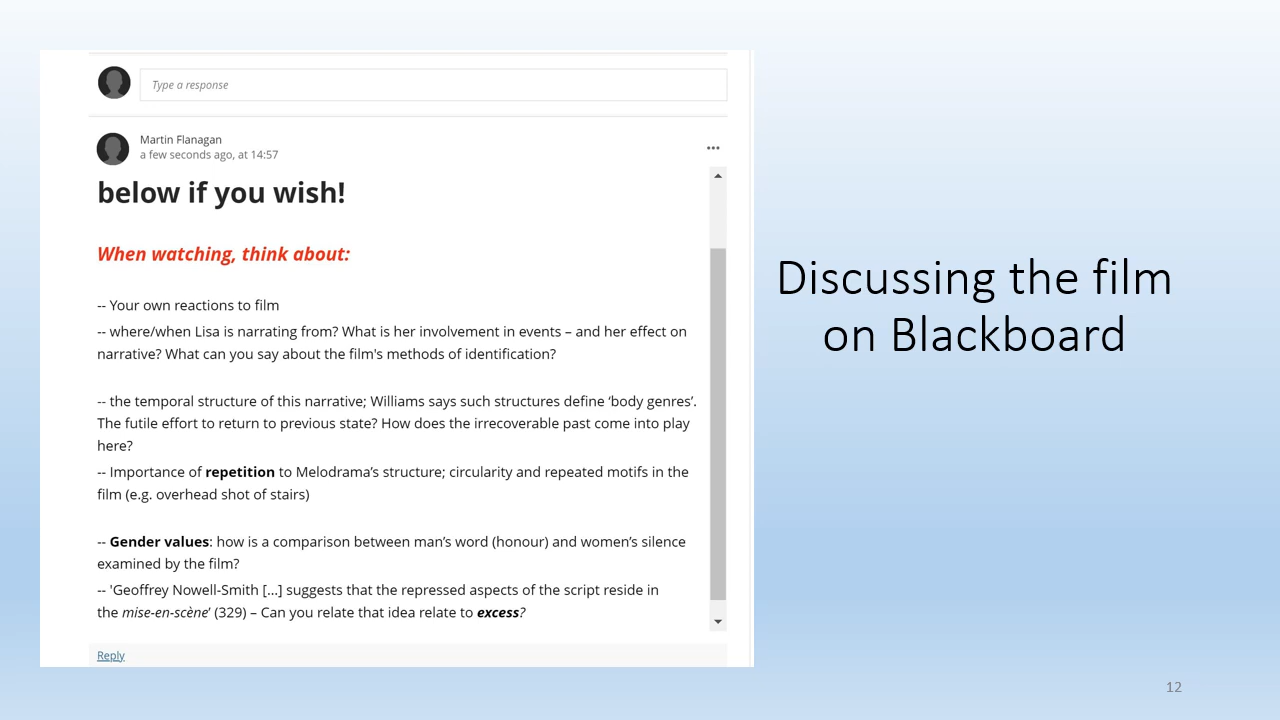 Type a response
Martin Flanagan
a few seconds ago, at 14:57
below if you wish!
When watching, think about:
-- Your own reactions to film
-- where/when Lisa is narrating from? What is her involvement in events – and her effect on
narrative? What can you say about the film's methods of identification?
-- the temporal structure of this narrative; Williams says such structures define ‘body genres’.
The futile effort to return to previous state? How does the irrecoverable past come into play
here?
-- Importance of repetition to Melodrama’s structure; circularity and repeated motifs in the
film (e.g. overhead shot of stairs)
-- Gender values: how is a comparison between man’s word (honour) and women’s silence
examined by the film?
-- 'Geoffrey Nowell-Smith [...] suggests that the repressed aspects of the script reside in
the mise-en-scène’ (329) – Can you relate that idea relate to excess?
Reply
Discussing the film
on Blackboard
12